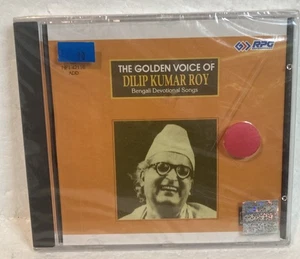 RPG
THE GOLDEN VOICE OF
DILIP KUMAR ROY
Bengali Devotional Songs